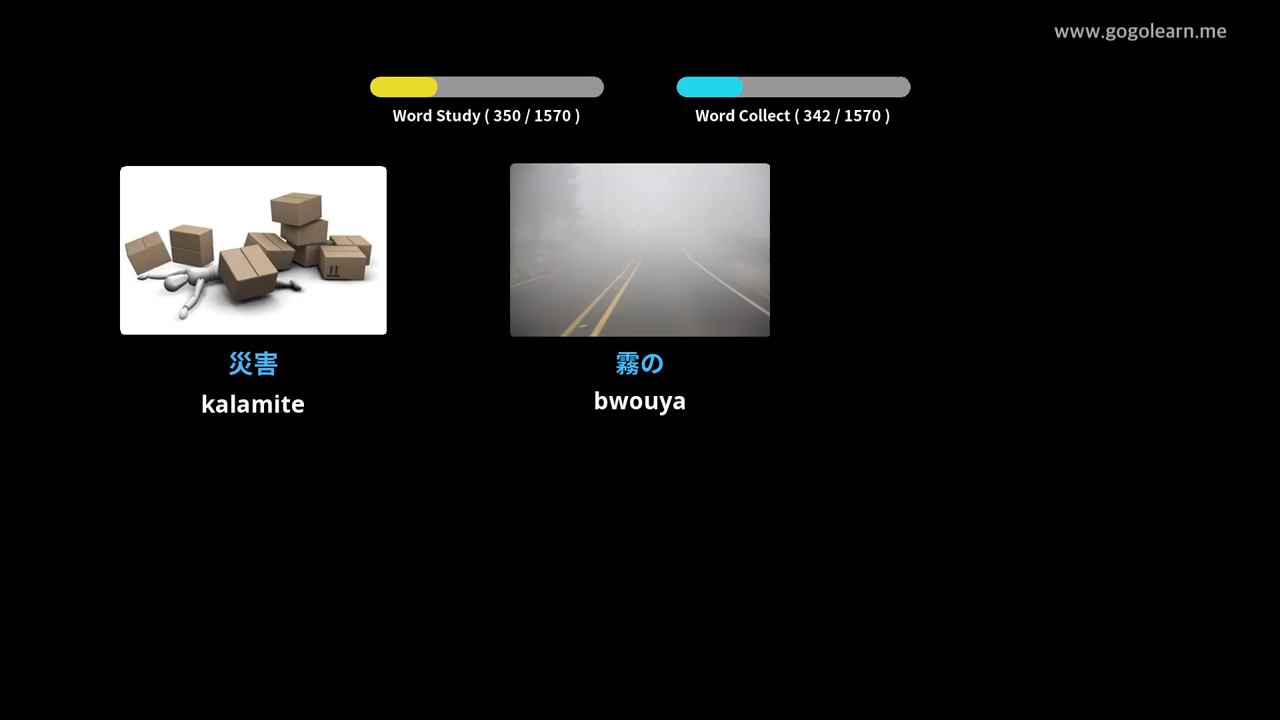 www.gogolearn.me
Word Study ( 350 / 1570 )
Word Collect ( 342 / 1570 )
災害
kalamite
霧の
bwouya